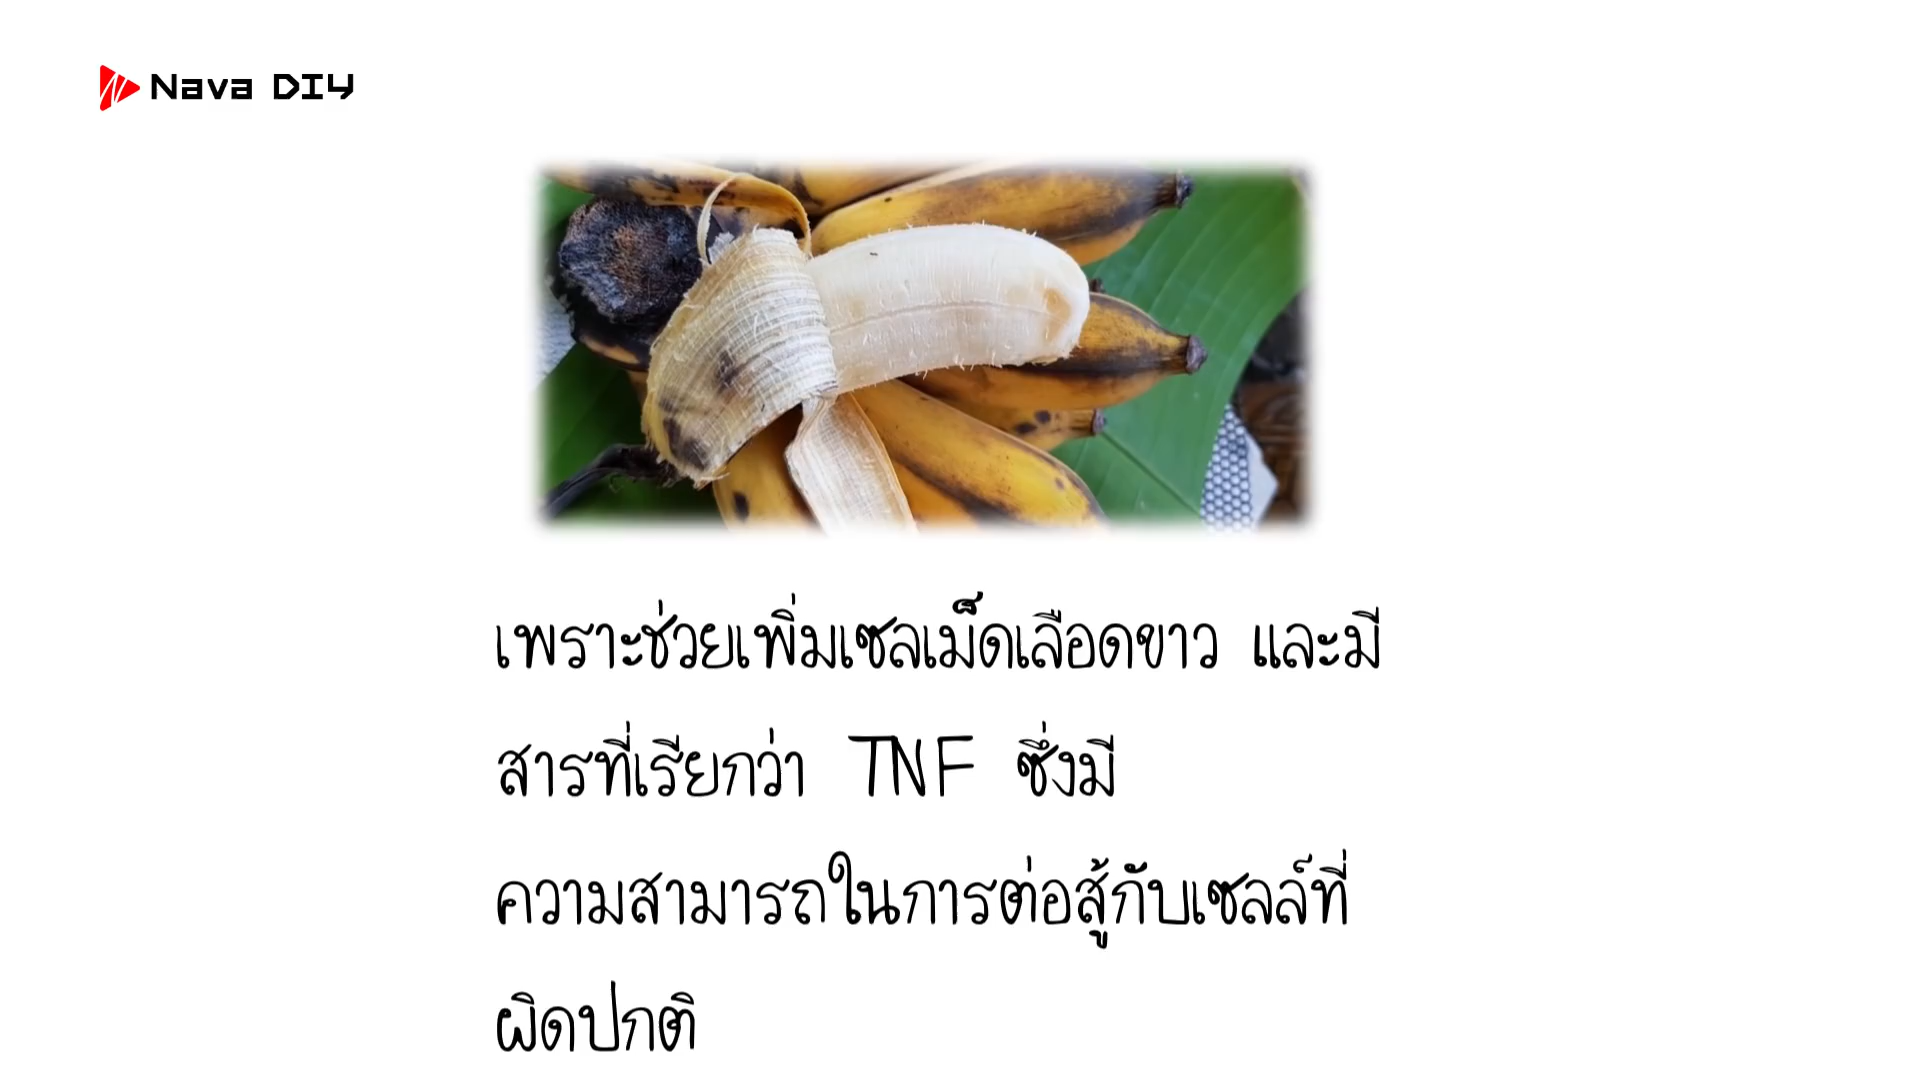 Nava DIY
เพราะช่วยเพิ่มเซลเม็ดเลือดขาว และมี
สารที่เรียกว่า TNF ซึ่งมี
ความสามารถในการต่อสู้กับเซลล์ที่
ผิดปกติ